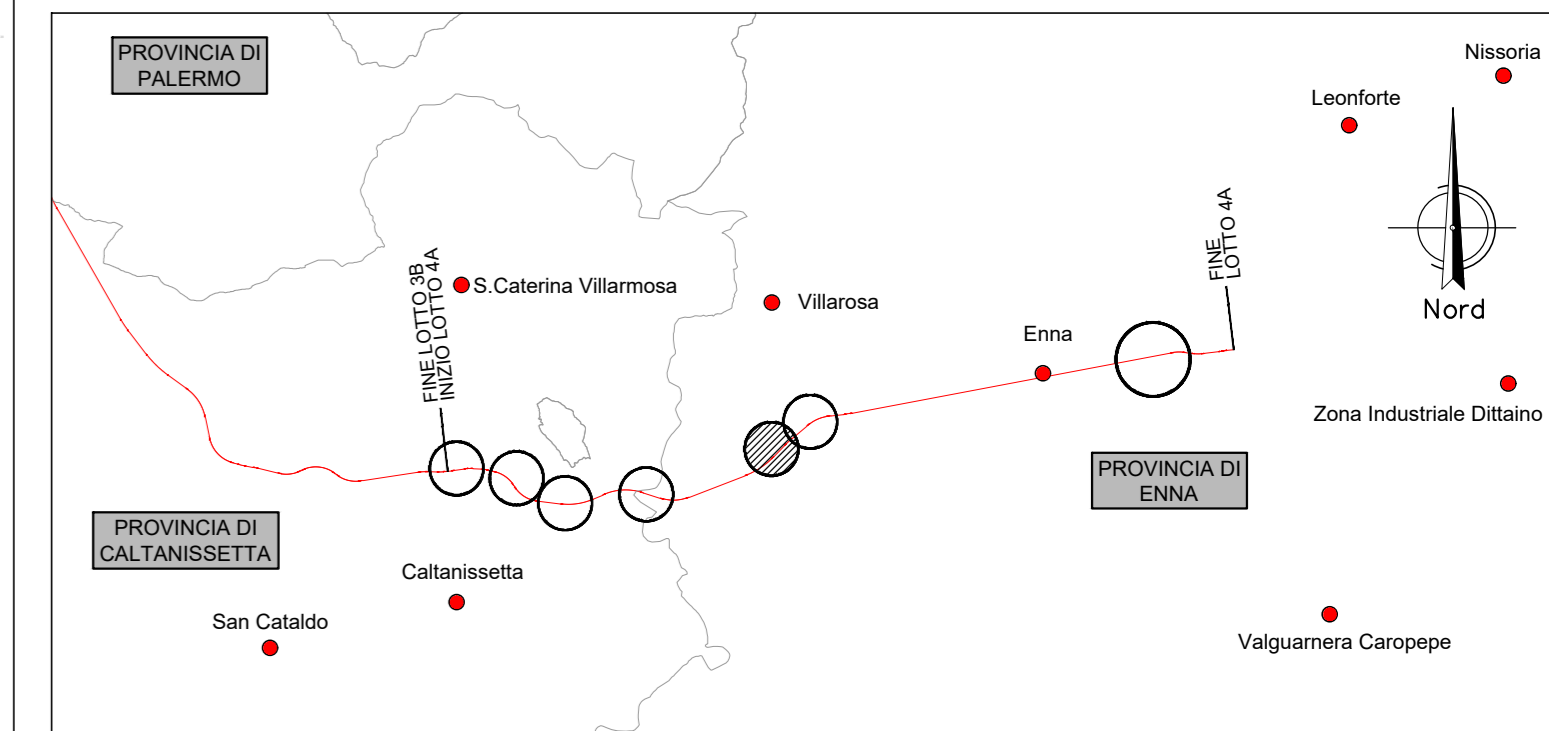 PROVINCIA DI
PALERMO
Nissoria
Leonforte
Nord
FINE
LOTTO 4A
FINE LOTTO 3B
INIZIO LOTTO 4A
S.Caterina Villarmosa
Villarosa
Enna
Zona Industriale Dittaino
PROVINCIA DI
ENNA
PROVINCIA DI
CALTANISSETTA
Caltanissetta
San Cataldo
Valguarnera Caropepe